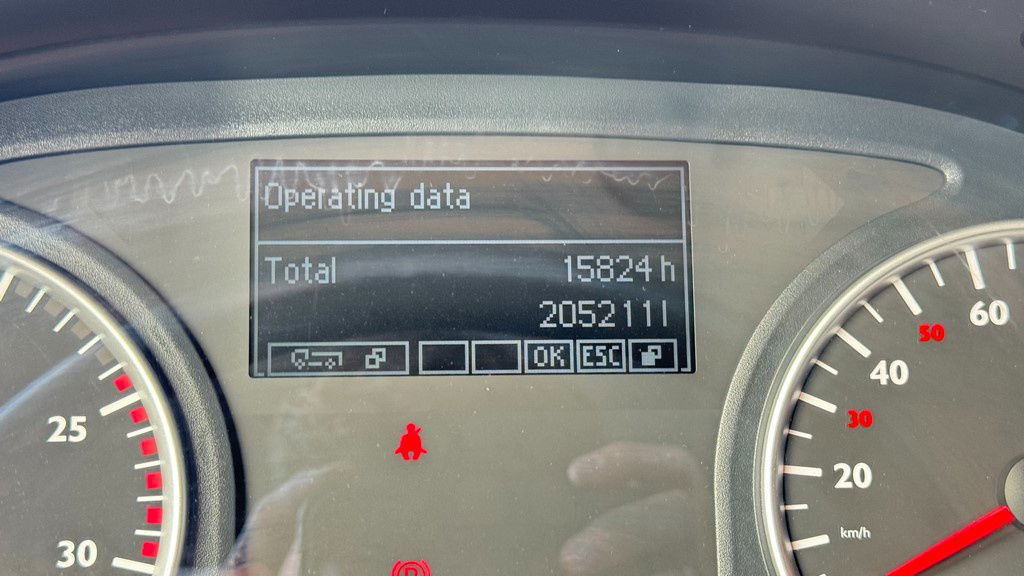 Operating data
Total 15824 h
205211 l
OK ESC
25
30
60
50
40
30
20
km/h